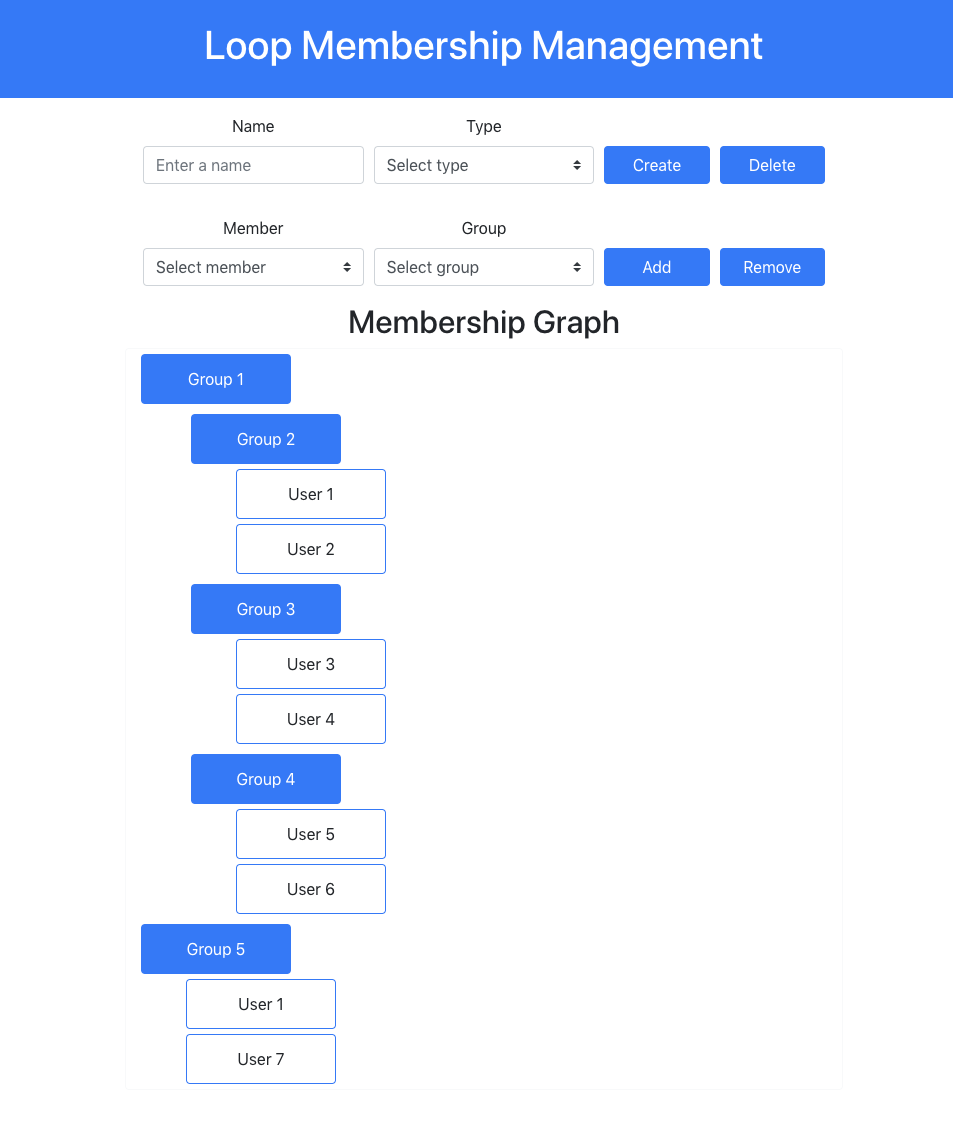 Loop Membership Management
Name Type
Enter a name Select type Create Delete
Member Group
Select member Select group Add Remove
Membership Graph
Group 1
Group 2
User 1
User 2
Group 3
User 3
User 4
Group 4
User 5
User 6
Group 5
User 1
User 7